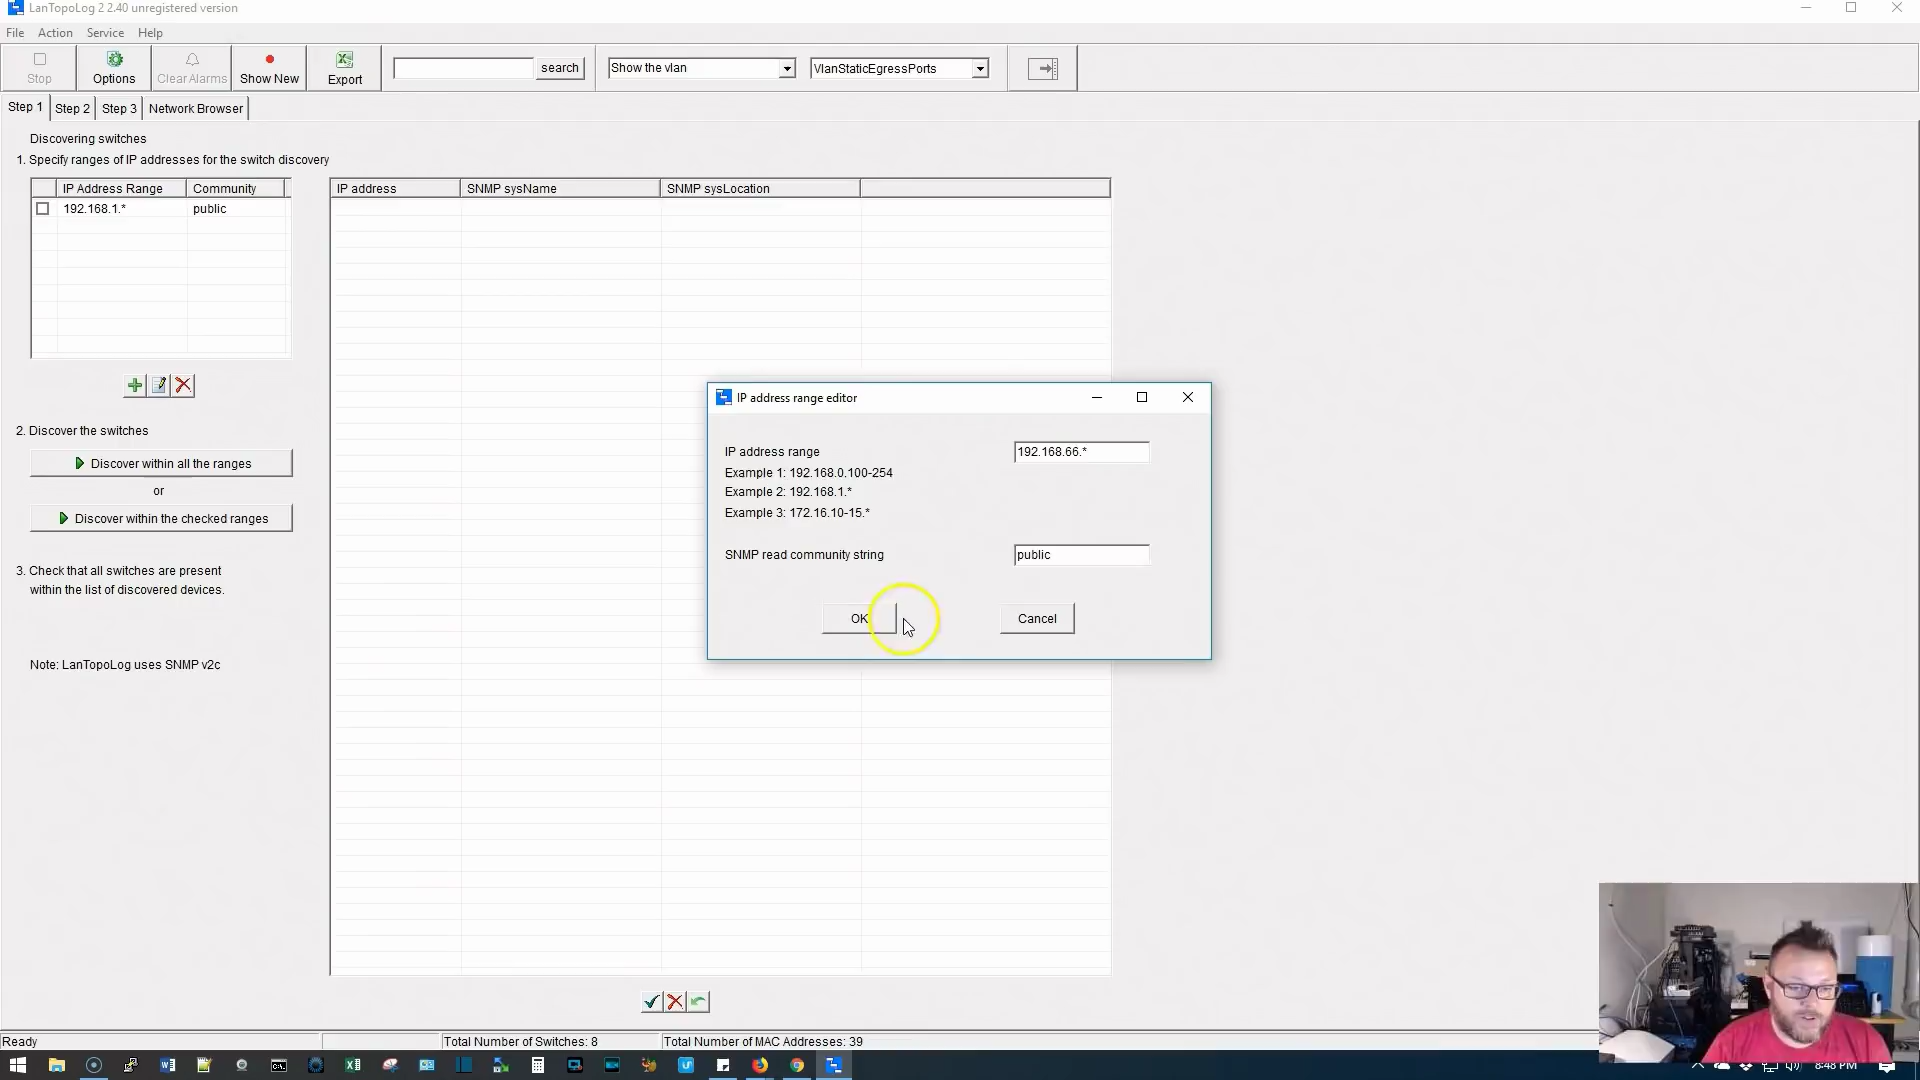 LanTopoLog 2 2.40 unregistered version
File Action Service Help
Stop Options Clear Alarms Show New Export search Show the vlan VlanStaticEgressPorts
Step 1 Step 2 Step 3 Network Browser
Discovering switches
1. Specify ranges of IP addresses for the switch discovery
IP Address Range Community
192.168.1.* public
IP address SNMP sysName SNMP sysLocation
2. Discover the switches
Discover within all the ranges
or
Discover within the checked ranges
3. Check that all switches are present
within the list of discovered devices.
Note: LanTopoLog uses SNMP v2c
IP address range editor
IP address range 192.168.66.*
Example 1: 192.168.0.100-254
Example 2: 192.168.1.*
Example 3: 172.16.10-15.*
SNMP read community string public
OK Cancel
Ready Total Number of Switches: 8 Total Number of MAC Addresses: 39
8:48 PM